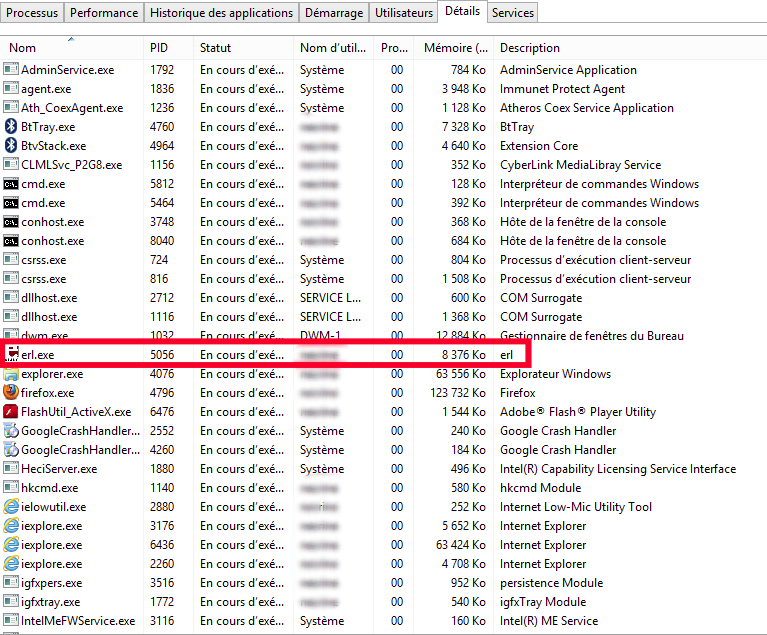 Processus Performance Historique des applications Démarrage Utilisateurs Détails Services
Nom PID Statut Nom d'util... Pro... Mémoire (... Description
AdminService.exe 1792 En cours d'exé... Système 00 784 Ko AdminService Application
agent.exe 1836 En cours d'exé... Système 00 3 948 Ko Immunet Protect Agent
Ath_CoexAgent.exe 1236 En cours d'exé... Système 00 1 128 Ko Atheros Coex Service Application
BtTray.exe 4760 En cours d'exé... 00 7 328 Ko BtTray
BtvStack.exe 4964 En cours d'exé... 00 4 640 Ko Extension Core
CLMLSvc_P2G8.exe 1156 En cours d'exé... 00 352 Ko CyberLink MediaLibray Service
cmd.exe 5812 En cours d'exé... 00 128 Ko Interpréteur de commandes Windows
cmd.exe 5464 En cours d'exé... 00 392 Ko Interpréteur de commandes Windows
conhost.exe 3748 En cours d'exé... 00 368 Ko Hôte de la fenêtre de la console
conhost.exe 8040 En cours d'exé... 00 684 Ko Hôte de la fenêtre de la console
csrss.exe 724 En cours d'exé... Système 00 804 Ko Processus d'exécution client-serveur
csrss.exe 816 En cours d'exé... Système 00 1 508 Ko Processus d'exécution client-serveur
dllhost.exe 2712 En cours d'exé... SERVICE L... 00 600 Ko COM Surrogate
dllhost.exe 1116 En cours d'exé... SERVICE L... 00 1 368 Ko COM Surrogate
dwm.exe 1032 En cours d'exé... DWM-1 00 12 884 Ko Gestionnaire de fenêtres du Bureau
erl.exe 5056 En cours d'exé... 00 8 376 Ko erl
explorer.exe 4076 En cours d'exé... 00 63 556 Ko Explorateur Windows
firefox.exe 4796 En cours d'exé... 00 123 732 Ko Firefox
FlashUtil_ActiveX.exe 6476 En cours d'exé... 00 1 544 Ko Adobe® Flash® Player Utility
GoogleCrashHandler... 2552 En cours d'exé... Système 00 240 Ko Google Crash Handler
GoogleCrashHandler... 4260 En cours d'exé... Système 00 184 Ko Google Crash Handler
HeciServer.exe 1880 En cours d'exé... Système 00 496 Ko Intel(R) Capability Licensing Service Interface
hkcmd.exe 1140 En cours d'exé... 00 580 Ko hkcmd Module
ielowutil.exe 2880 En cours d'exé... 00 252 Ko Internet Low-Mic Utility Tool
iexplore.exe 3176 En cours d'exé... 00 5 652 Ko Internet Explorer
iexplore.exe 6436 En cours d'exé... 00 63 424 Ko Internet Explorer
iexplore.exe 2260 En cours d'exé... 00 4 708 Ko Internet Explorer
igfxpers.exe 3516 En cours d'exé... 00 952 Ko persistence Module
igfxtray.exe 1772 En cours d'exé... 00 540 Ko igfxTray Module
IntelMeFWService.exe 3116 En cours d'exé... Système 00 160 Ko Intel(R) ME Service